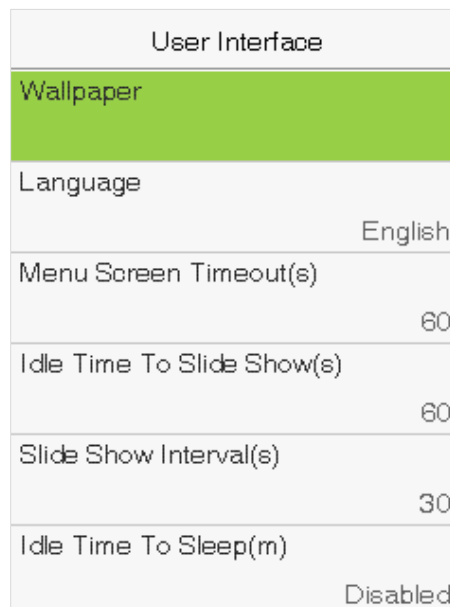 User Interface
Wallpaper
Language
English
Menu Screen Timeout(s)
60
Idle Time To Slide Show(s)
60
Slide Show Interval(s)
30
Idle Time To Sleep(m)
Disabled